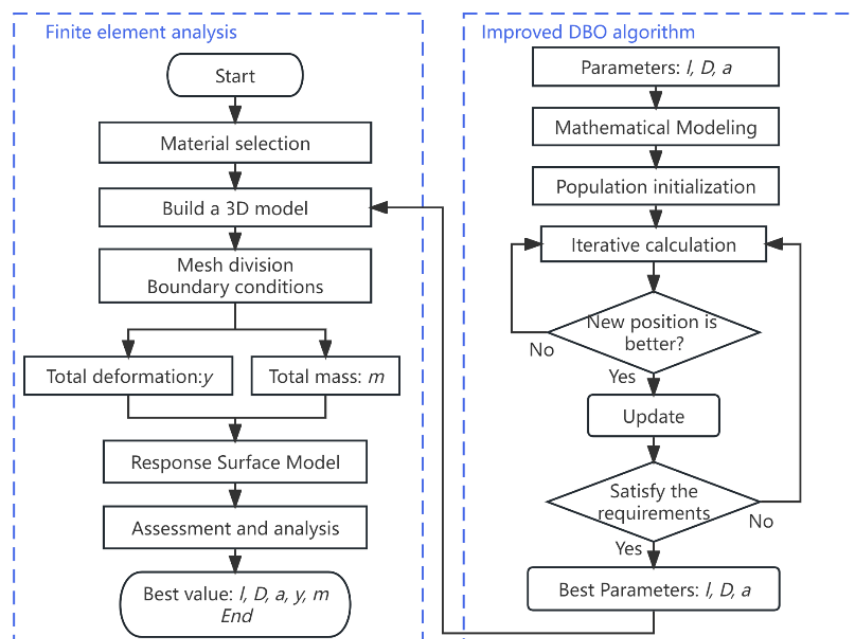 Finite element analysis
Start
Material selection
Build a 3D model
Mesh division
Boundary conditions
Total deformation:y
Total mass: m
Response Surface Model
Assessment and analysis
Best value: l, D, a, y, m
End
Improved DBO algorithm
Parameters: l, D, a
Mathematical Modeling
Population initialization
Iterative calculation
New position is
better?
No
Yes
Update
Satisfy the
requirements
No
Yes
Best Parameters: l, D, a